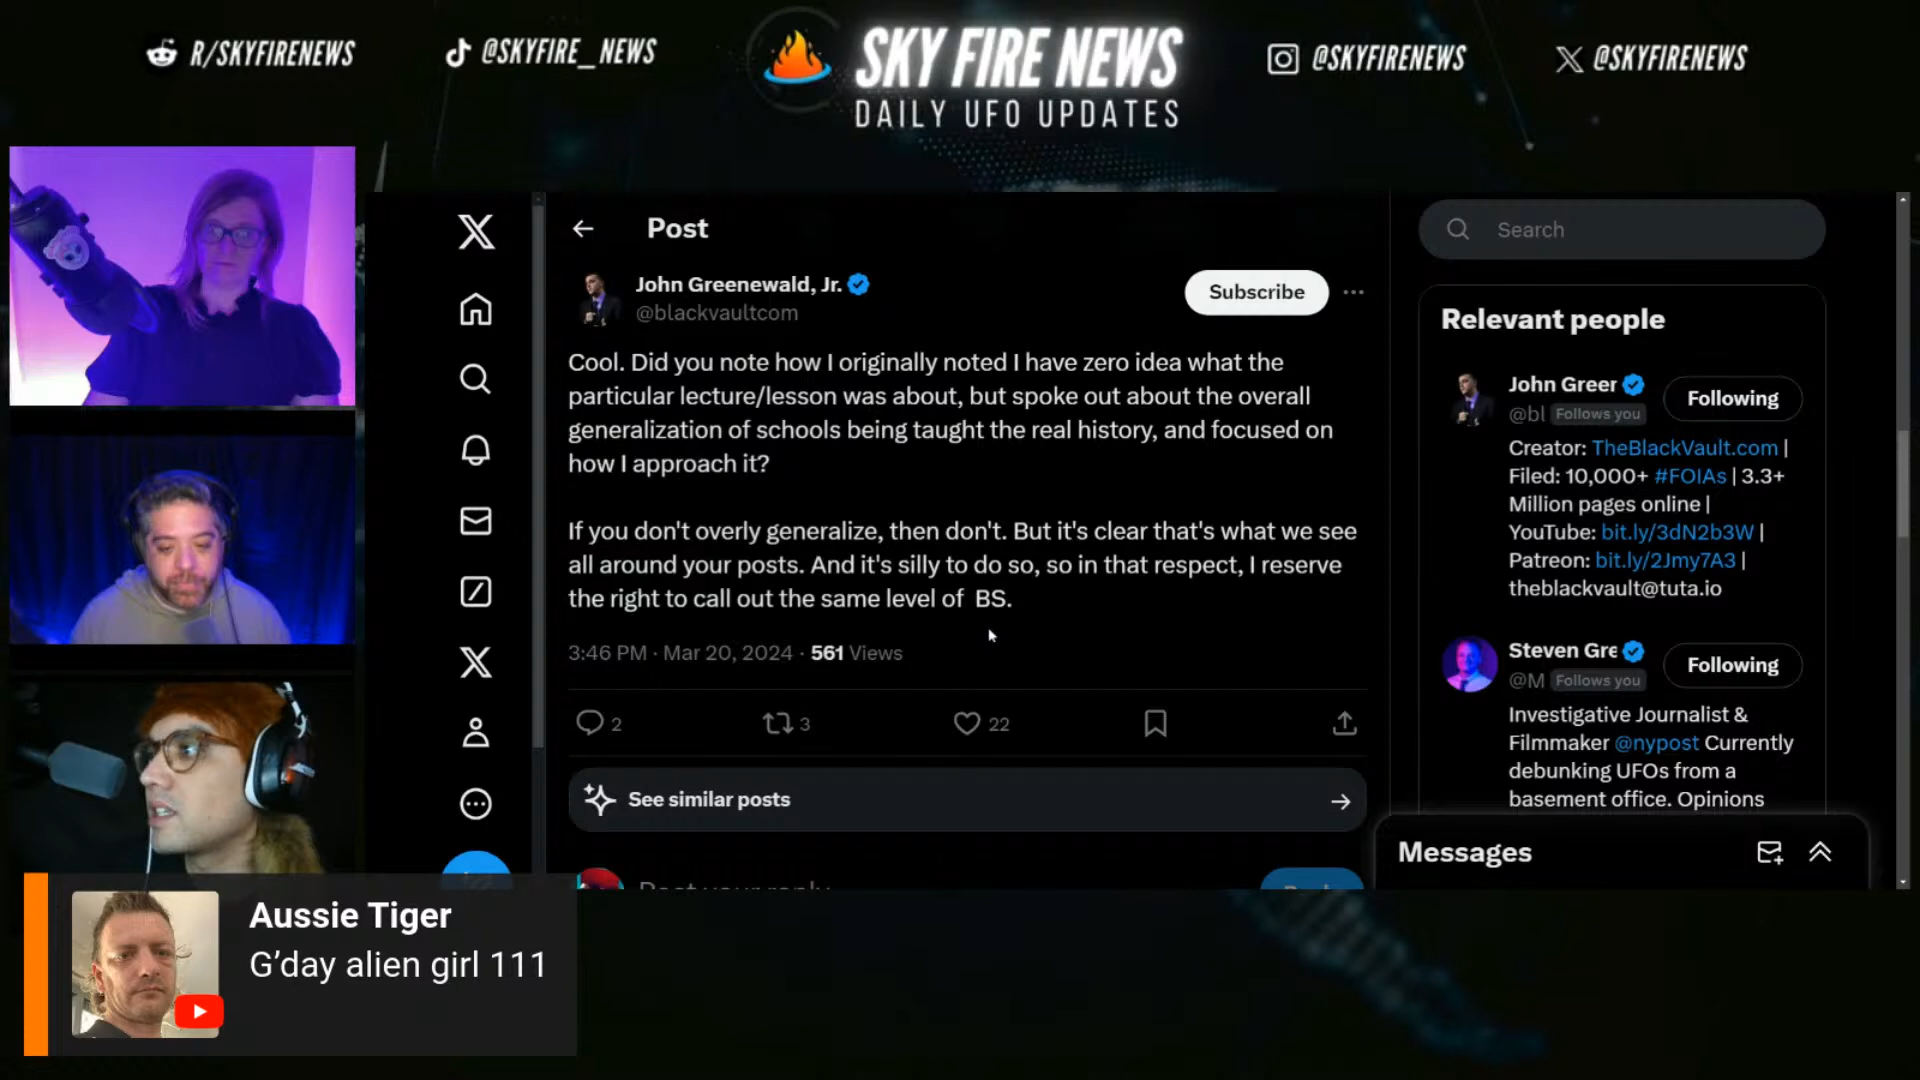 R/SKYFIRENEWS
@SKYFIRE_NEWS
SKY FIRE NEWS
DAILY UFO UPDATES
@SKYFIRENEWS
@SKYFIRENEWS
Post
John Greenewald, Jr.
@blackvaultcom
Subscribe
Cool. Did you note how I originally noted I have zero idea what the
particular lecture/lesson was about, but spoke out about the overall
generalization of schools being taught the real history, and focused on
how I approach it?
If you don't overly generalize, then don't. But it's clear that's what we see
all around your posts. And it's silly to do so, so in that respect, I reserve
the right to call out the same level of BS.
3:46 PM · Mar 20, 2024 · 561 Views
2
3
22
See similar posts
Post your reply
Search
Relevant people
John Greer
@bl Follows you
Following
Creator: TheBlackVault.com |
Filed: 10,000+ #FOIAs | 3.3+
Million pages online |
YouTube: bit.ly/3dN2b3W |
Patreon: bit.ly/2Jmy7A3 |
theblackvault@tuta.io
Steven Gre
@M Follows you
Following
Investigative Journalist &
Filmmaker @nypost Currently
debunking UFOs from a
basement office. Opinions
Messages
Aussie Tiger
G’day alien girl 111